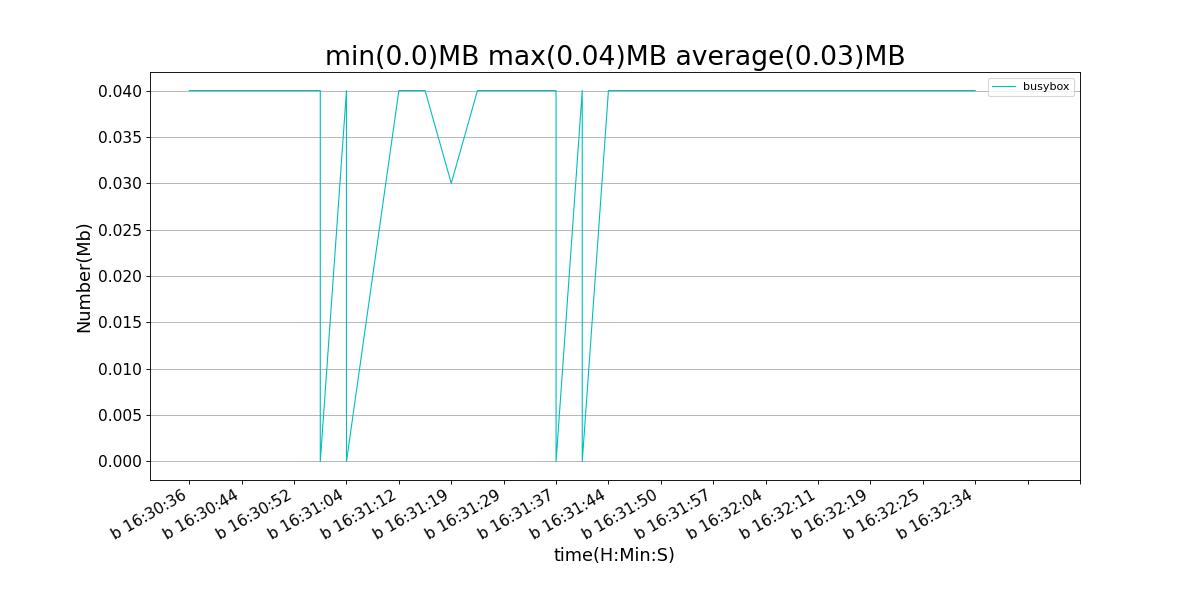 min(0.0)MB max(0.04)MB average(0.03)MB
busybox
0.040
0.035
0.030
0.025
0.020
0.015
0.010
0.005
0.000
Number(Mb)
b 16:30:36
b 16:30:44
b 16:30:52
b 16:31:04
b 16:31:12
b 16:31:19
b 16:31:29
b 16:31:37
b 16:31:44
b 16:31:50
b 16:31:57
b 16:32:04
b 16:32:11
b 16:32:19
b 16:32:25
b 16:32:34
time(H:Min:S)